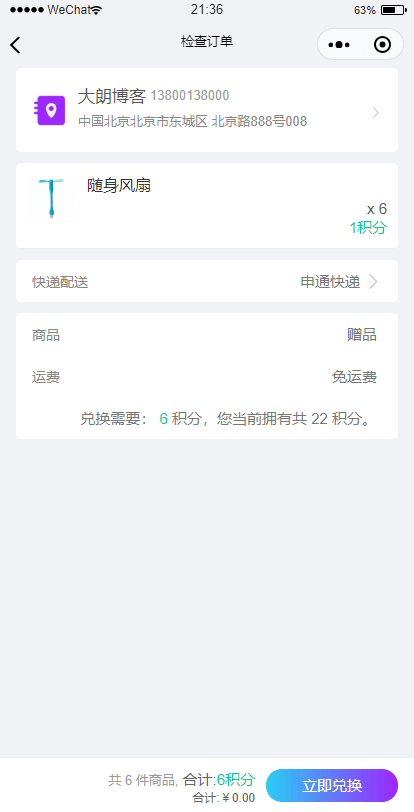 ●●●●● WeChat 21:36 63%
检查订单
大朗博客 13800138000
中国北京北京市东城区 北京路888号008
随身风扇
x 6
1积分
快递配送 申通快递
商品 赠品
运费 免运费
兑换需要： 6 积分，您当前拥有共 22 积分。
共 6 件商品, 合计:6积分
合计: ¥ 0.00
立即兑换